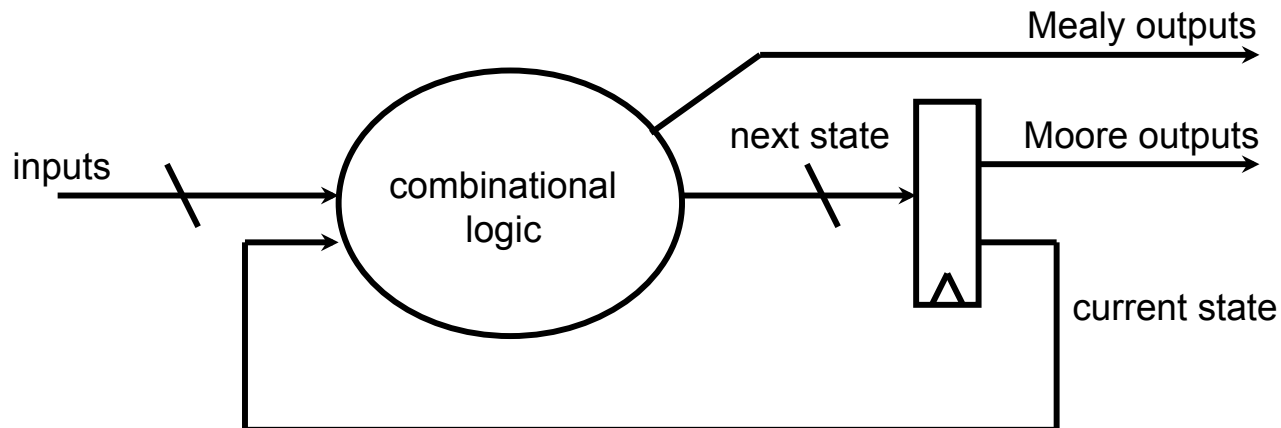 Mealy outputs
next state
Moore outputs
inputs
combinational
logic
current state